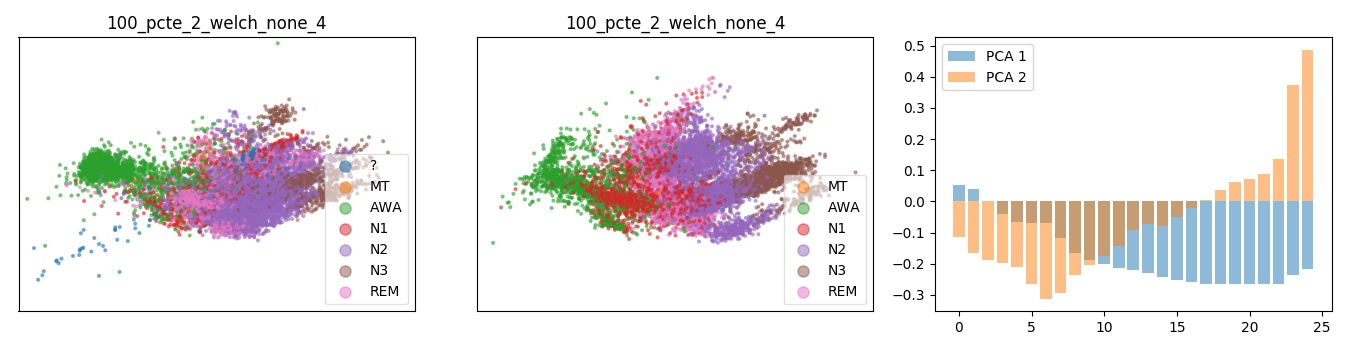 100_pcte_2_welch_none_4
?
MT
AWA
N1
N2
N3
REM
100_pcte_2_welch_none_4
MT
AWA
N1
N2
N3
REM
PCA 1
PCA 2
0.5
0.4
0.3
0.2
0.1
0.0
−0.1
−0.2
−0.3
0 5 10 15 20 25